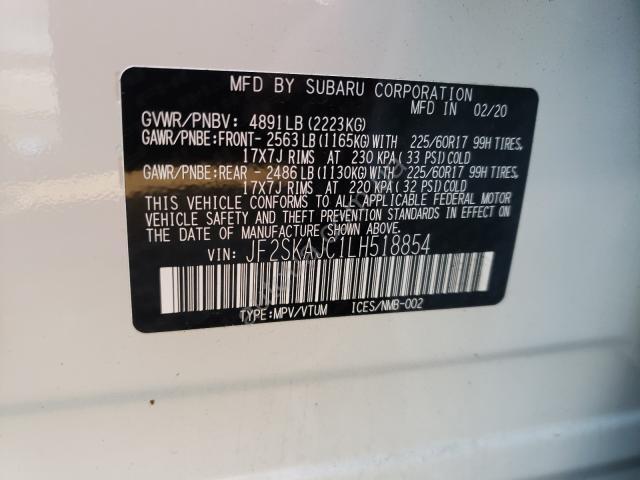 MFD BY SUBARU CORPORATION
MFD IN 02/20
GVWR/PNBV: 4891LB (2223KG)
GAWR/PNBE:FRONT- 2563LB (1165KG)WITH 225/60R17 99H TIRES,
17X7J RIMS AT 230 KPA (33 PSI)COLD
GAWR/PNBE:REAR - 2486LB (1130KG)WITH 225/60R17 99H TIRES,
17X7J RIMS AT 220 KPA (32 PSI)COLD
THIS VEHICLE CONFORMS TO ALL APPLICABLE FEDERAL MOTOR
VEHICLE SAFETY AND THEFT PREVENTION STANDARDS IN EFFECT
ON THE DATE OF MANUFACTURE SHOWN ABOVE.
VIN: JF2SKAJC1LH518854
TYPE:MPV/VTUM ICES/NMB-002